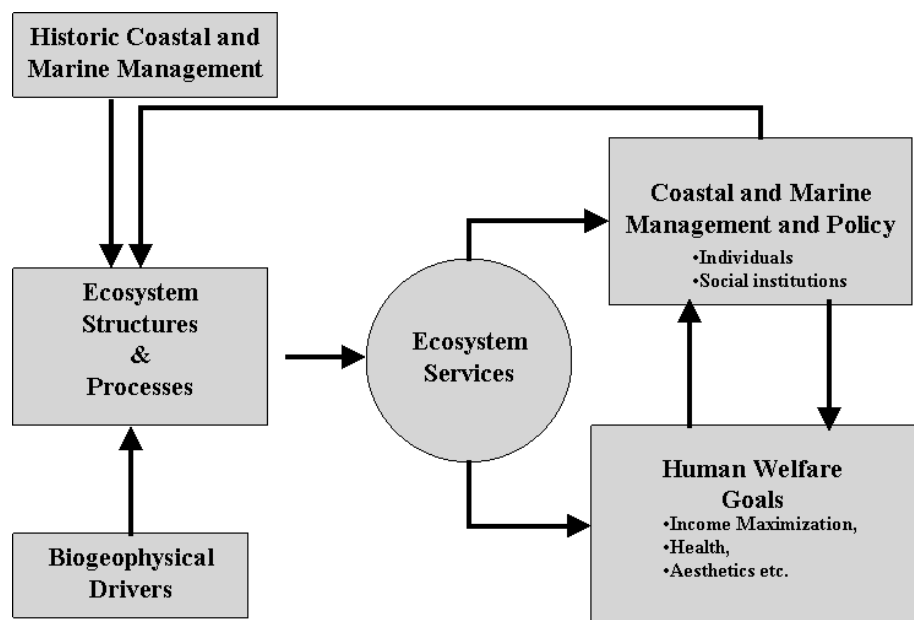 Historic Coastal and
Marine Management
Coastal and Marine
Management and Policy
•Individuals
•Social institutions
Ecosystem
Structures
&
Processes
Ecosystem
Services
Human Welfare
Goals
•Income Maximization,
•Health,
•Aesthetics etc.
Biogeophysical
Drivers